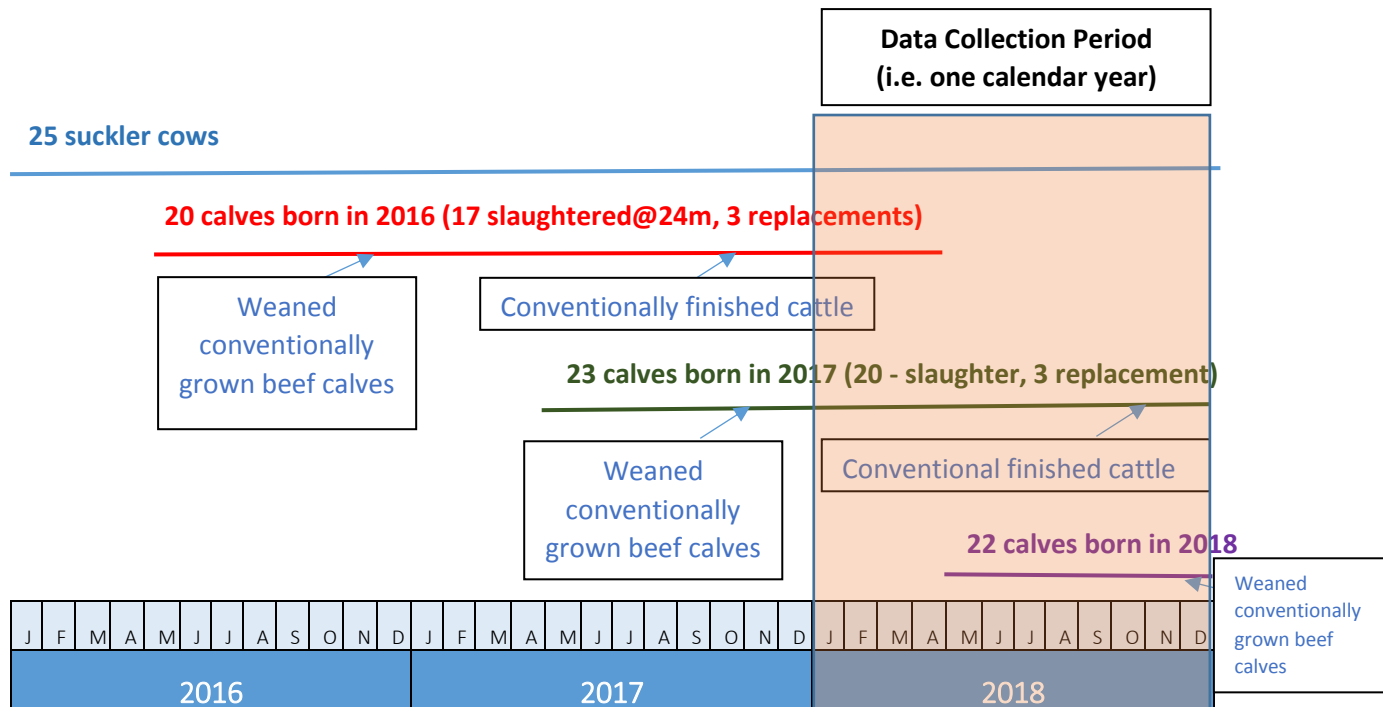 Data Collection Period
(i.e. one calendar year)
25 suckler cows
20 calves born in 2016 (17 slaughtered@24m, 3 replacements)
Weaned
conventionally
grown beef calves
Conventionally finished cattle
23 calves born in 2017 (20 - slaughter, 3 replacement)
Weaned
conventionally
grown beef calves
Conventional finished cattle
22 calves born in 2018
Weaned
conventionally
grown beef
calves
J F M A M J J A S O N D J F M A M J J A S O N D J F M A M J J A S O N D
2016 2017 2018